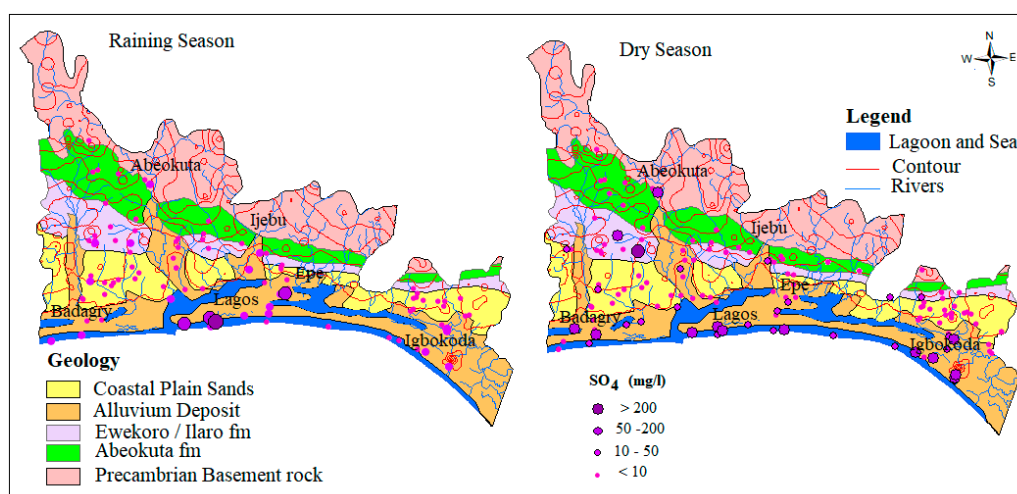 Raining Season
Abeokuta
Ijebu
Epe
Lagos
Badagry
Igbokoda
Geology
Coastal Plain Sands
Alluvium Deposit
Ewekoro / Ilaro fm
Abeokuta fm
Precambrian Basement rock
Dry Season
N
W E
S
Legend
Lagoon and Sea
Contour
Rivers
Abeokuta
Ijebu
Epe
Lagos
Badagry
Igbokoda
SO4 (mg/l)
> 200
50 -200
10 - 50
< 10